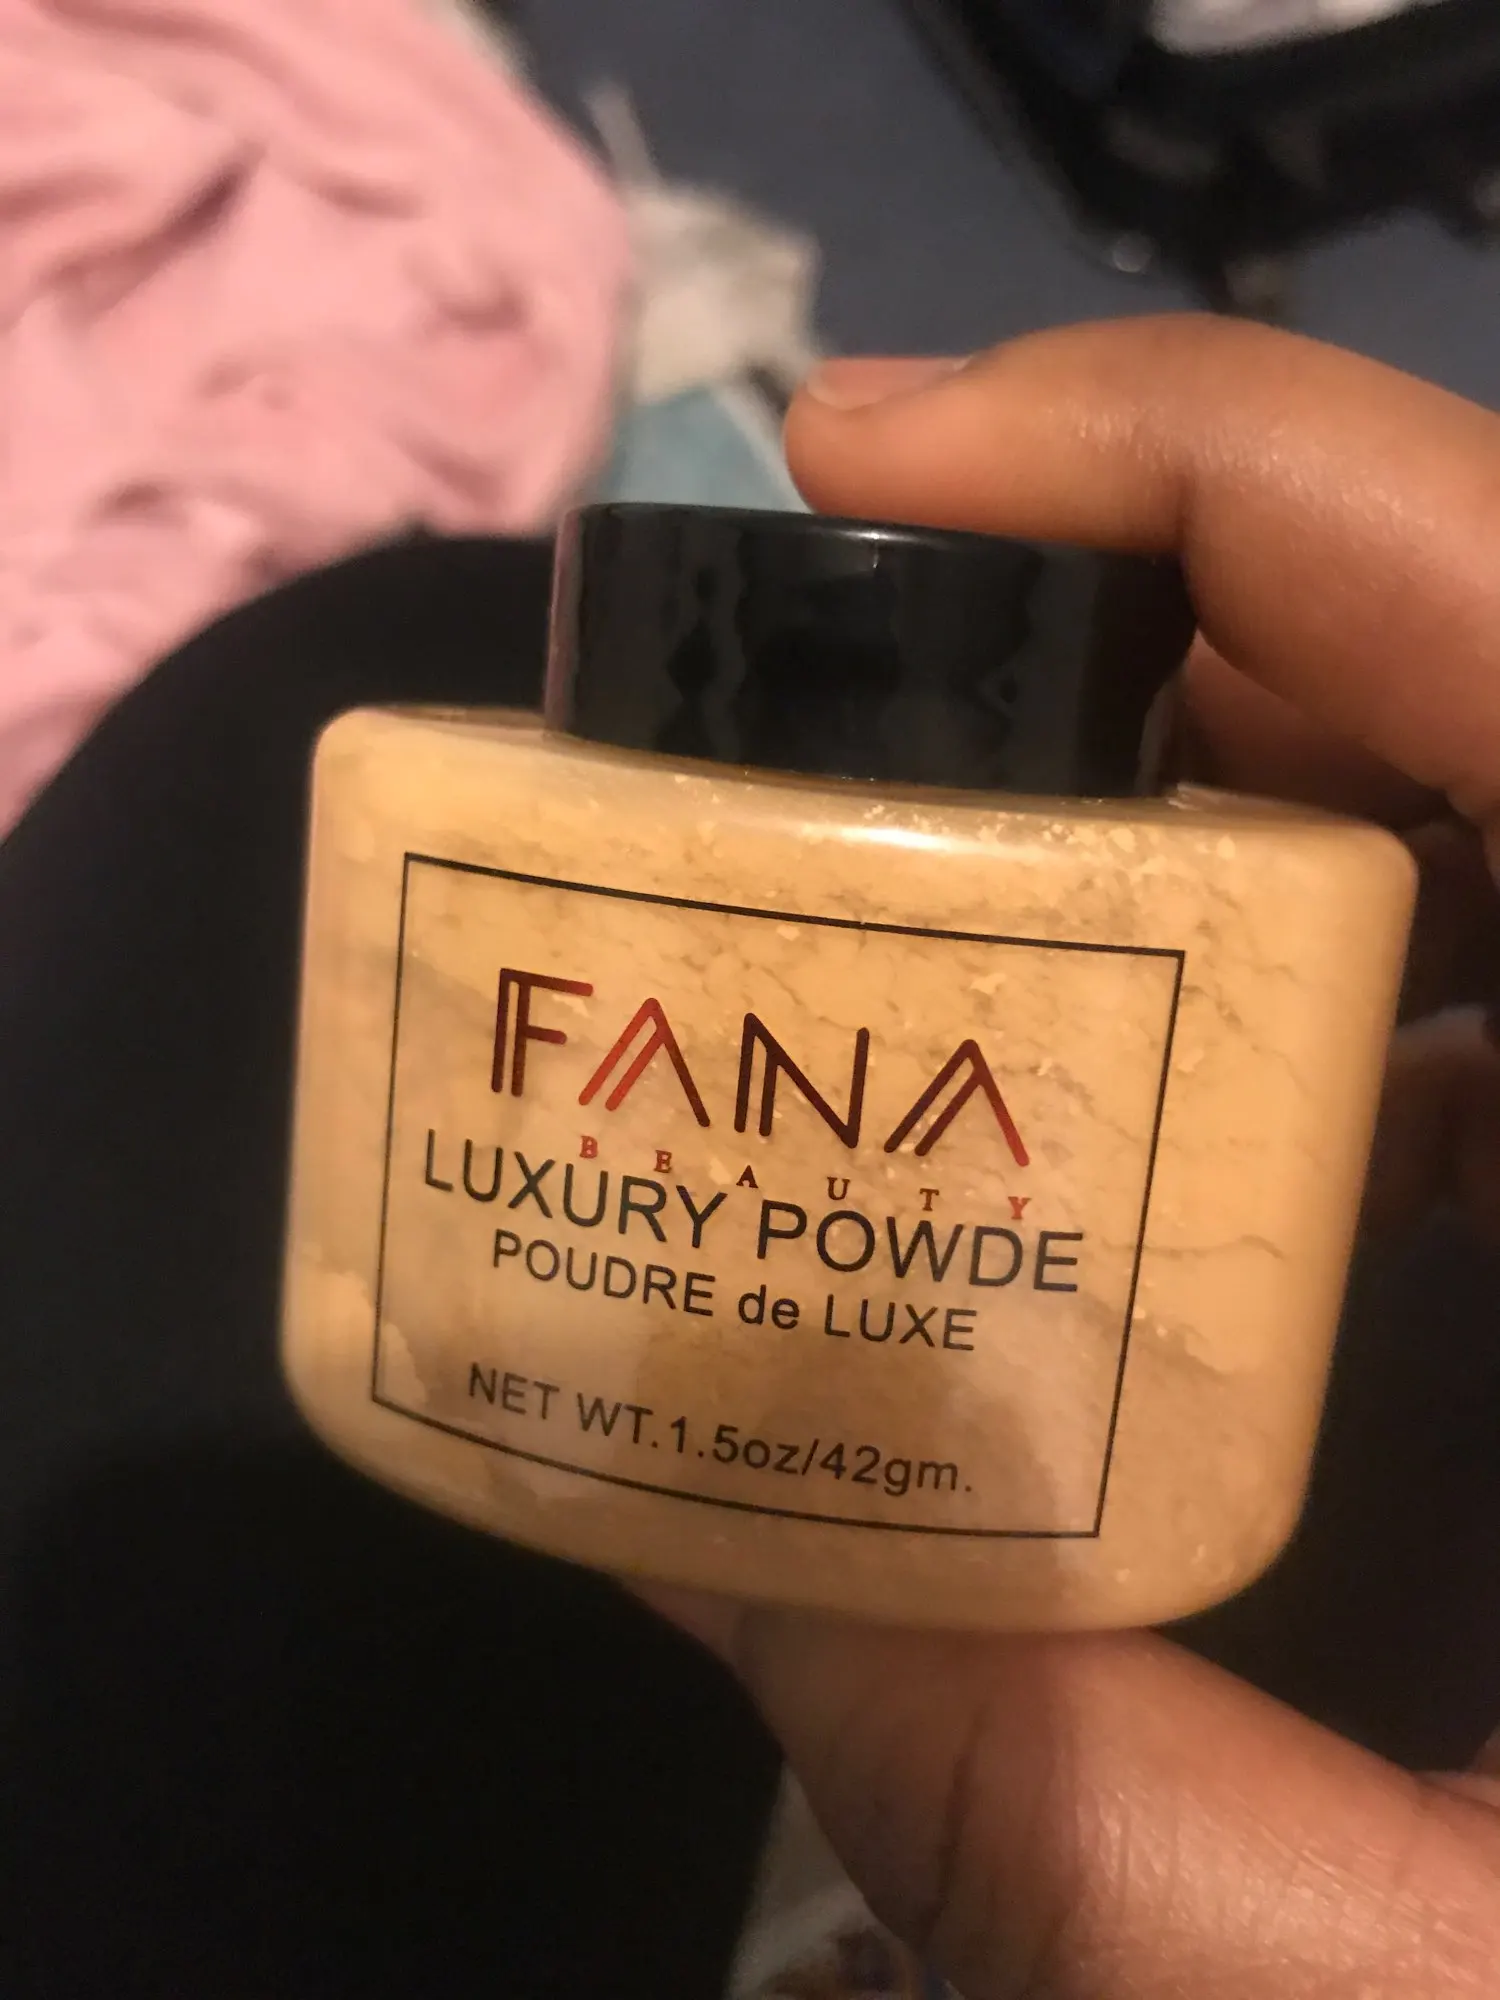 FANA
BEAUTY
LUXURY POWDE
POUDRE de LUXE
NET WT.1.5oz/42gm.